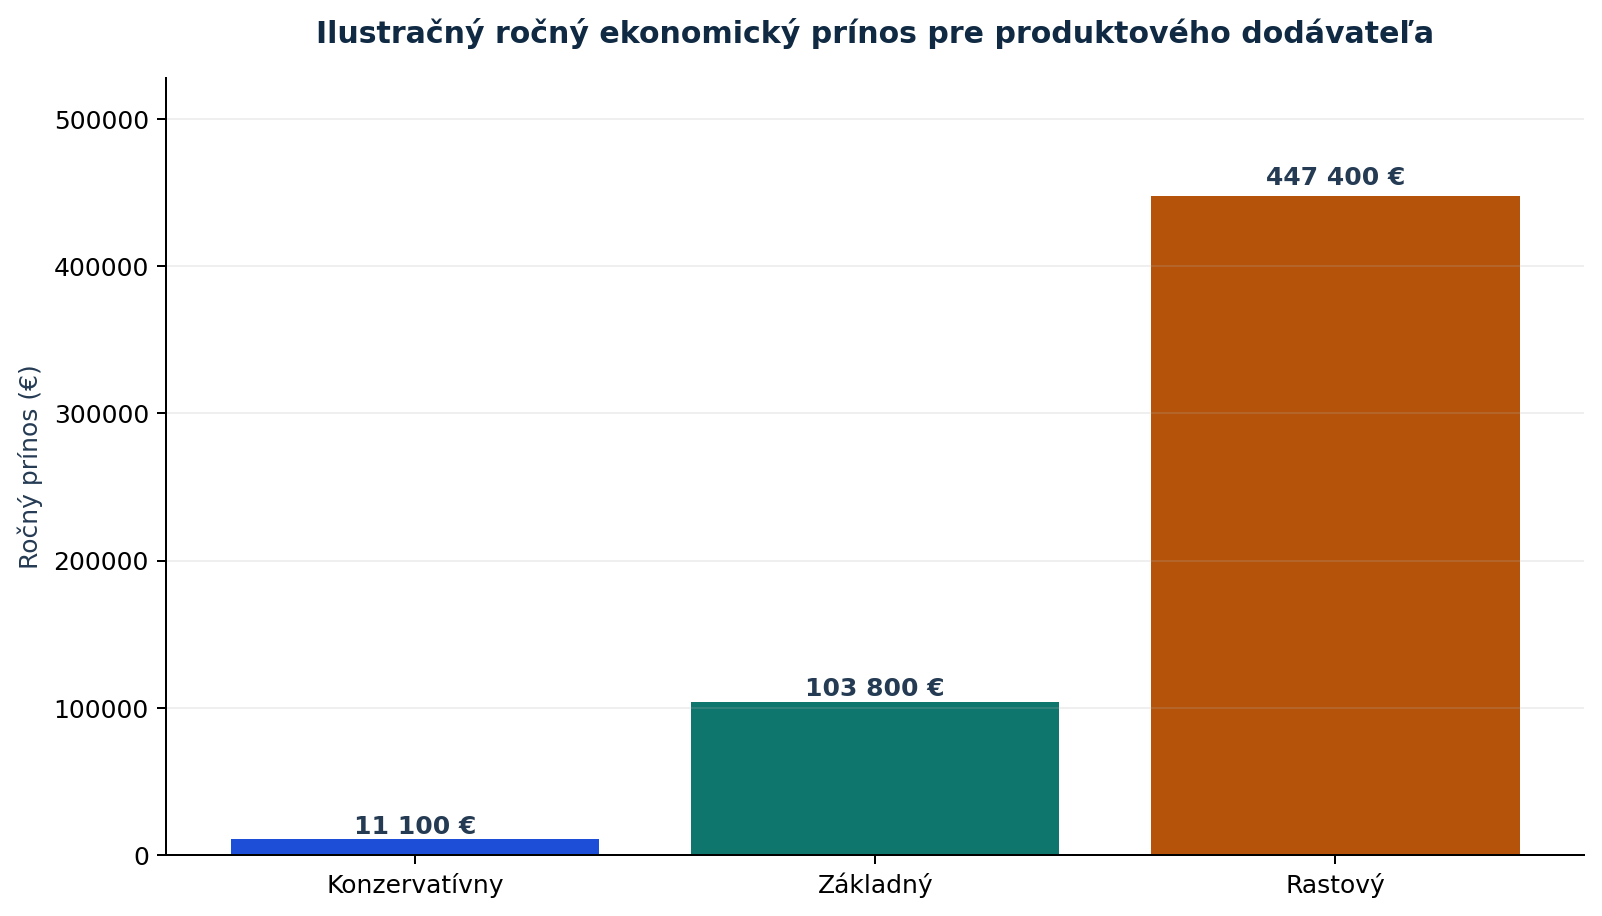 Ilustračný ročný ekonomický prínos pre produktového dodávateľa
Ročný prínos (€)
500000
400000
300000
200000
100000
0
11 100 €
103 800 €
447 400 €
Konzervatívny
Základný
Rastový